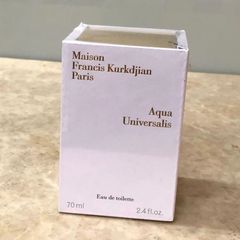 Maison
Francis Kurkdjian
Paris
Aqua
Universalis
Eau de toilette
70 ml
2.4 fl.oz.